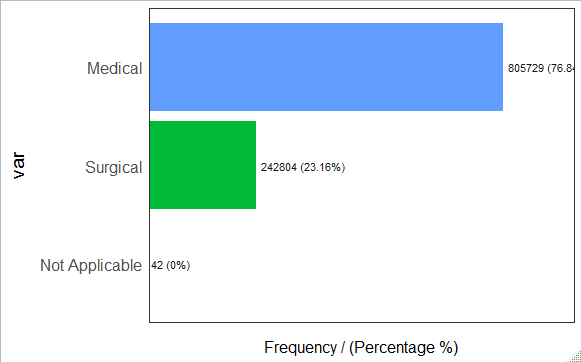 Medical
805729 (76.84
Surgical
242804 (23.16%)
Not Applicable
42 (0%)
var
Frequency / (Percentage %)